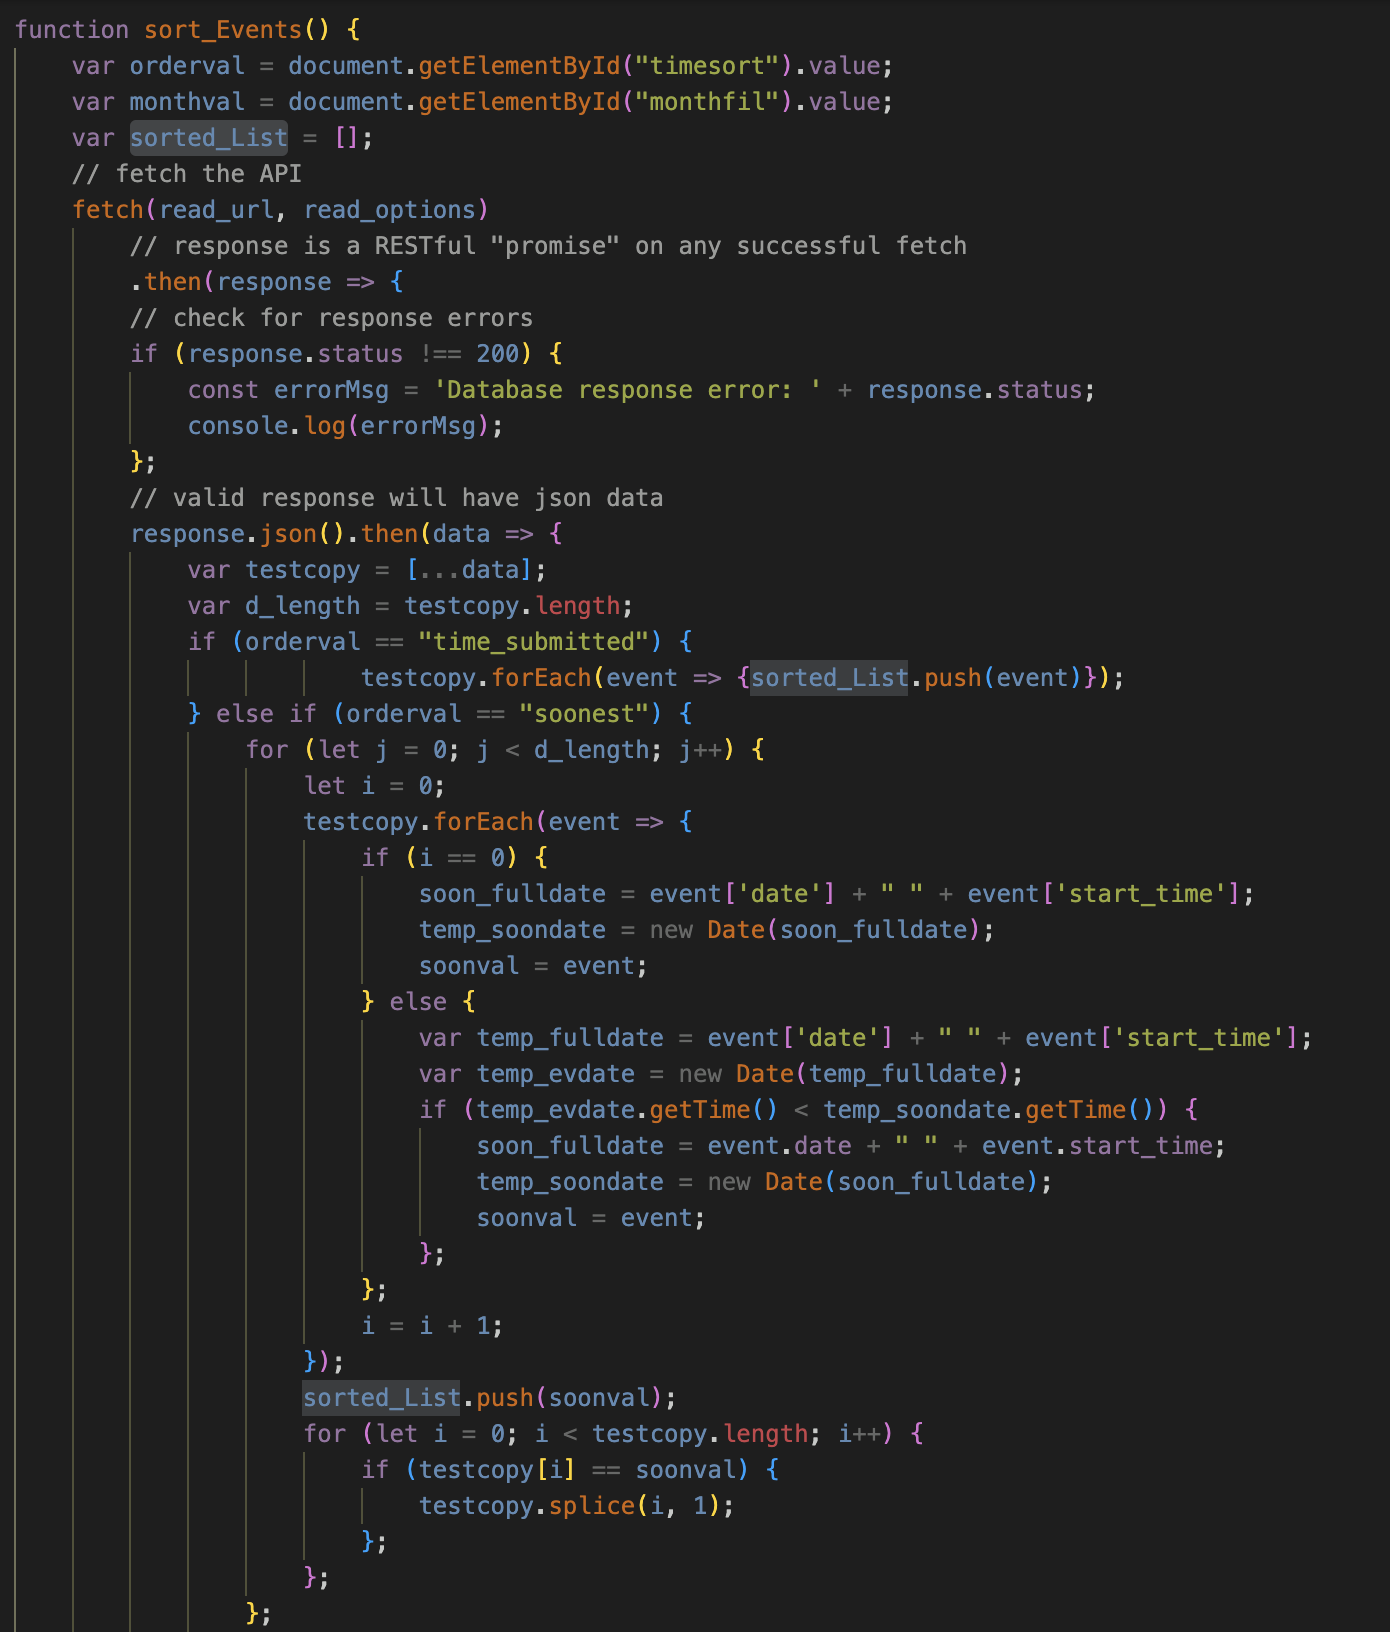 function sort_Events() {
    var orderval = document.getElementById("timesort").value;
    var monthval = document.getElementById("monthfil").value;
    var sorted_List = [];
    // fetch the API
    fetch(read_url, read_options)
        // response is a RESTful "promise" on any successful fetch
        .then(response => {
        // check for response errors
        if (response.status !== 200) {
            const errorMsg = 'Database response error: ' + response.status;
            console.log(errorMsg);
        };
        // valid response will have json data
        response.json().then(data => {
            var testcopy = [...data];
            var d_length = testcopy.length;
            if (orderval == "time_submitted") {
                        testcopy.forEach(event => {sorted_List.push(event)});
            } else if (orderval == "soonest") {
                for (let j = 0; j < d_length; j++) {
                    let i = 0;
                    testcopy.forEach(event => {
                        if (i == 0) {
                            soon_fulldate = event['date'] + " " + event['start_time'];
                            temp_soondate = new Date(soon_fulldate);
                            soonval = event;
                        } else {
                            var temp_fulldate = event['date'] + " " + event['start_time'];
                            var temp_evdate = new Date(temp_fulldate);
                            if (temp_evdate.getTime() < temp_soondate.getTime()) {
                                soon_fulldate = event.date + " " + event.start_time;
                                temp_soondate = new Date(soon_fulldate);
                                soonval = event;
                            };
                        };
                        i = i + 1;
                    });
                    sorted_List.push(soonval);
                    for (let i = 0; i < testcopy.length; i++) {
                        if (testcopy[i] == soonval) {
                            testcopy.splice(i, 1);
                        };
                    };
                };